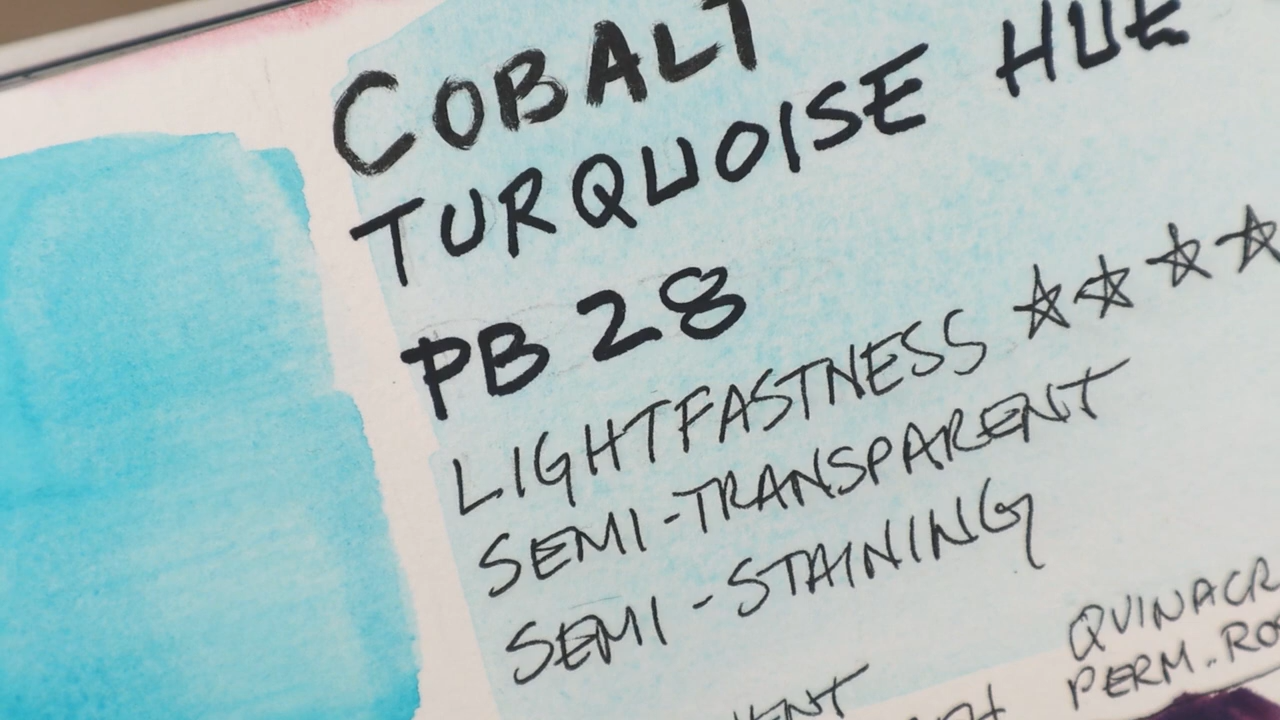 COBALT
TURQUOISE HUE
PB 28
LIGHTFASTNESS ☆☆☆☆
SEMI-TRANSPARENT
SEMI-STAINING
QUINACR
PERM. RO